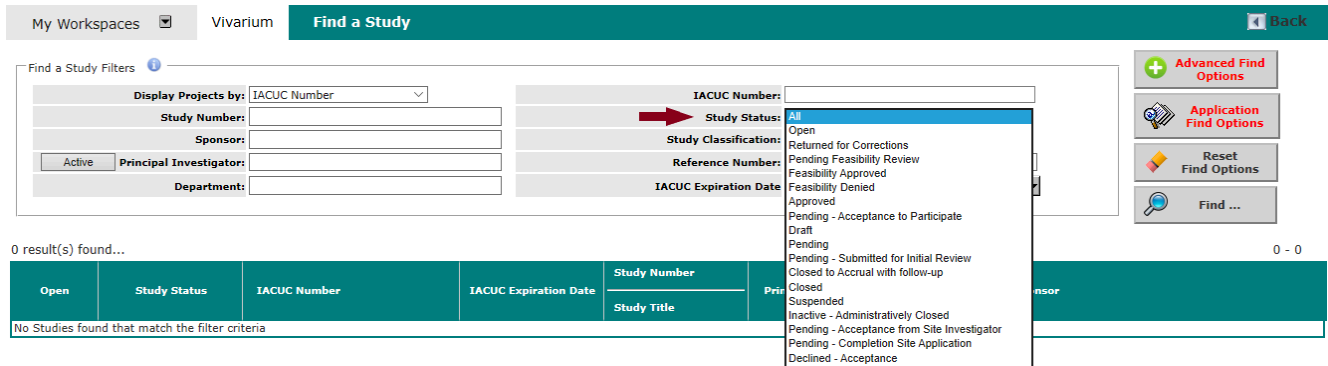 My Workspaces Vivarium Find a Study Back
Find a Study Filters
Advanced Find
Options
Display Projects by: IACUC Number IACUC Number:
Study Number: Study Status: All
Open
Application
Find Options
Sponsor: Study Classification: Returned for Corrections
Pending Feasibility Review
Active Principal Investigator: Reference Number:
Feasibility Approved
Reset
Find Options
Department: IACUC Expiration Date Feasibility Denied
Approved
Find ...
Pending - Acceptance to Participate
Draft
Pending
0 result(s) found... 0 - 0
Pending - Submitted for Initial Review
Closed to Accrual with follow-up
Closed
Suspended
Inactive - Administratively Closed
Pending - Acceptance from Site Investigator
Pending - Completion Site Application
Declined - Acceptance
Open Study Status IACUC Number IACUC Expiration Date Study Number
Study Title
No Studies found that match the filter criteria